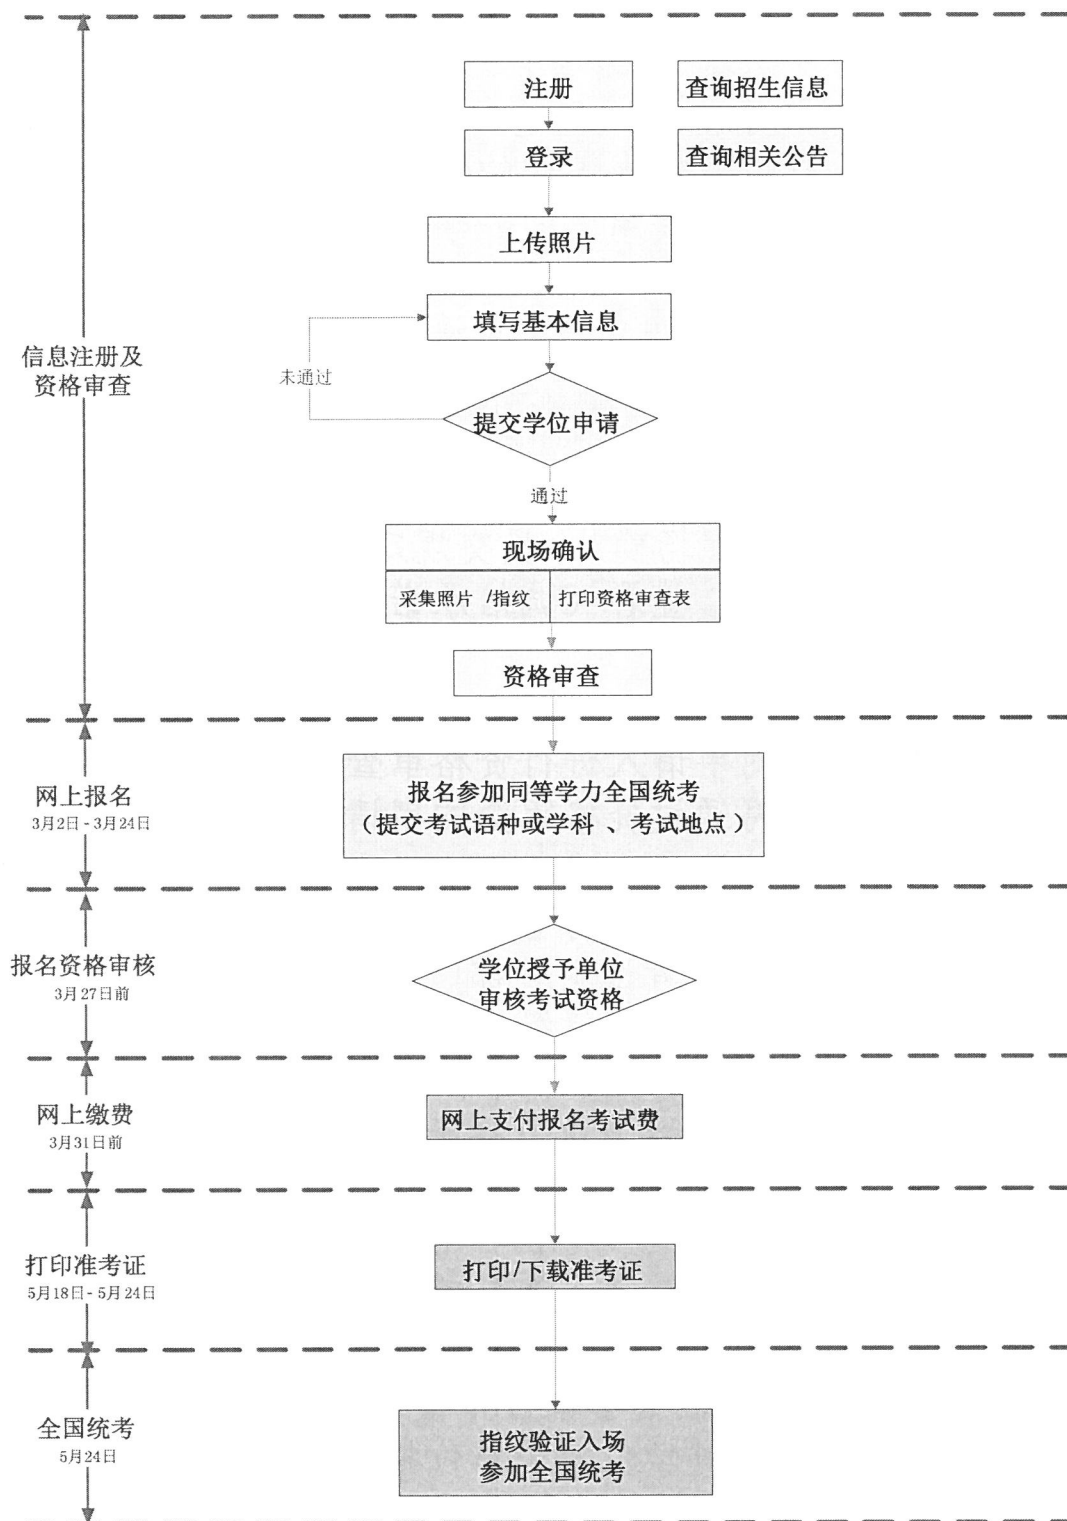 注册
查询招生信息
登录
查询相关公告
上传照片
填写基本信息
信息注册及
资格审查
未通过
提交学位申请
通过
现场确认
采集照片 /指纹
打印资格审查表
资格审查
网上报名
3月2日-3月24日
报名参加同等学力全国统考
（提交考试语种或学科 、考试地点）
报名资格审核
3月27日前
学位授予单位
审核考试资格
网上缴费
3月31日前
网上支付报名考试费
打印准考证
5月18日-5月24日
打印/下载准考证
全国统考
5月24日
指纹验证入场
参加全国统考